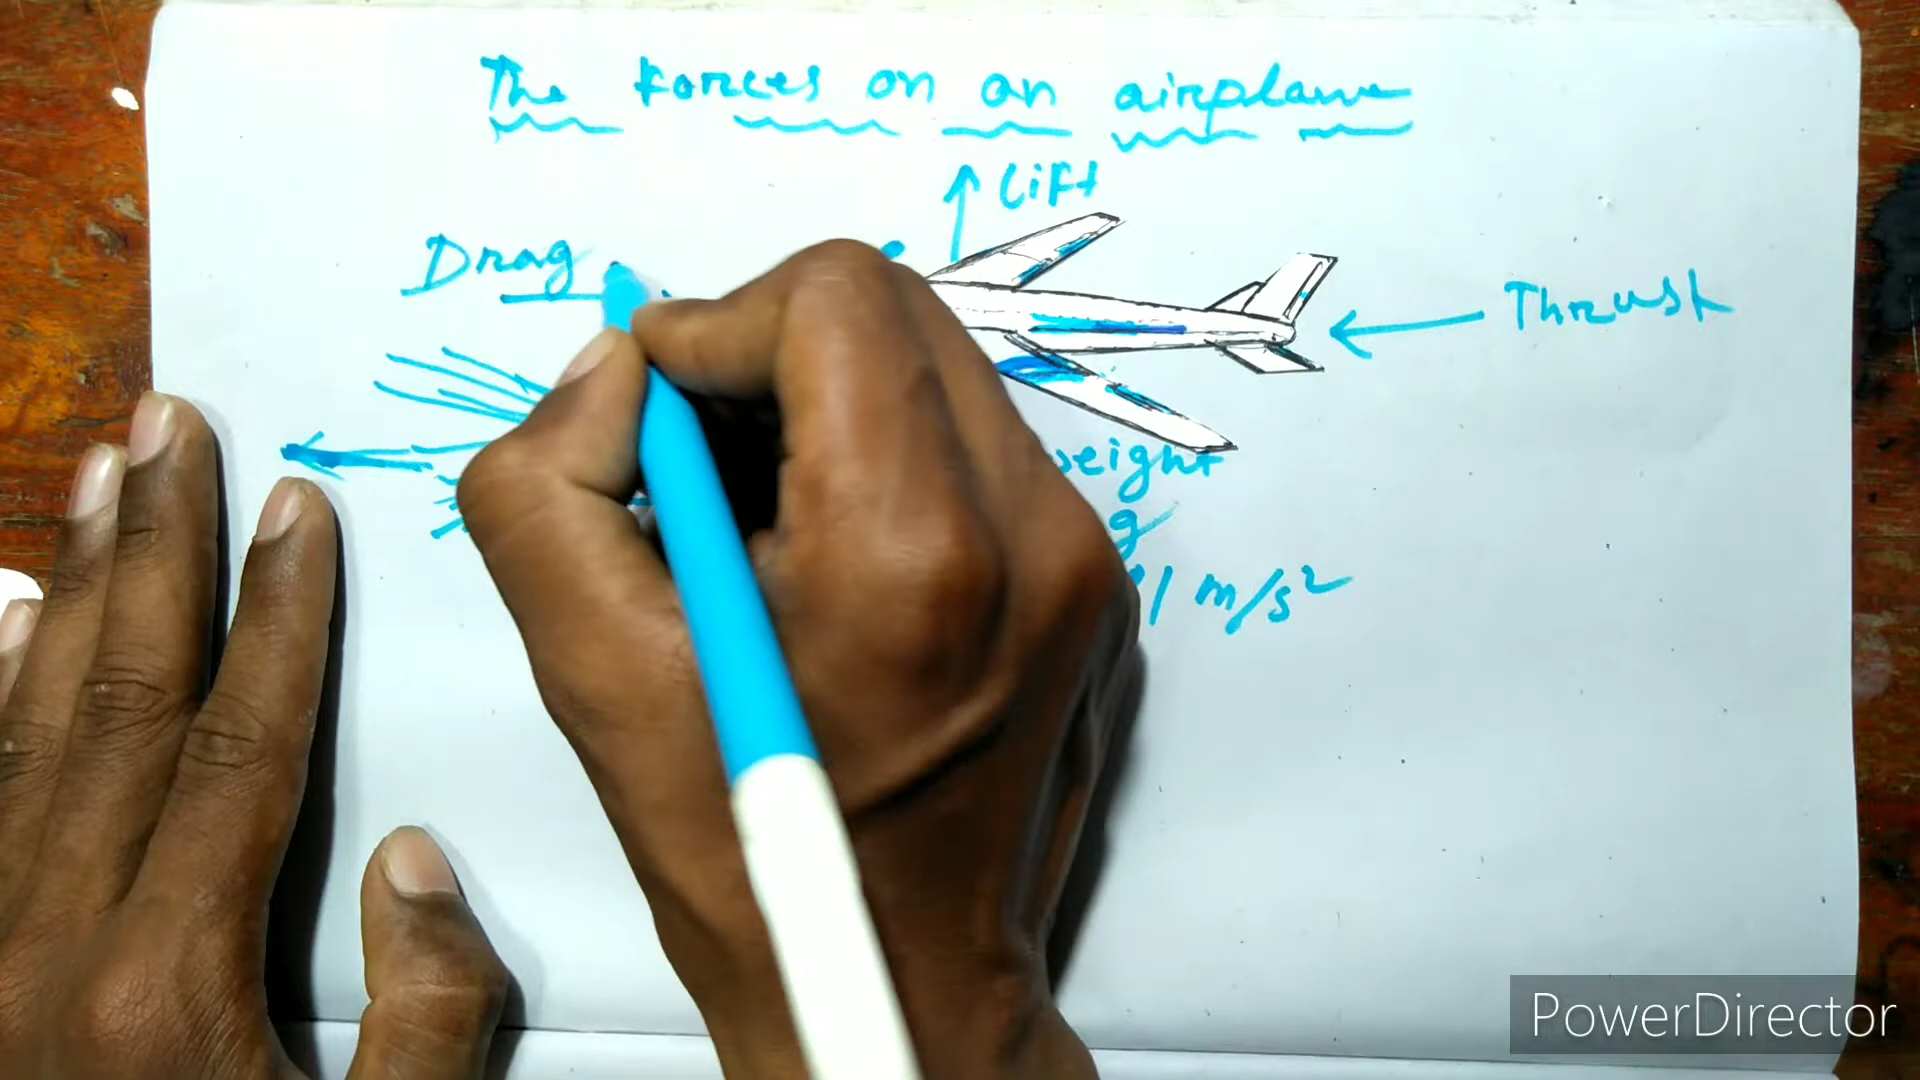 The Forces on an airplane
Lift
Drag
Thrust
weight
g
m/s²
PowerDirector